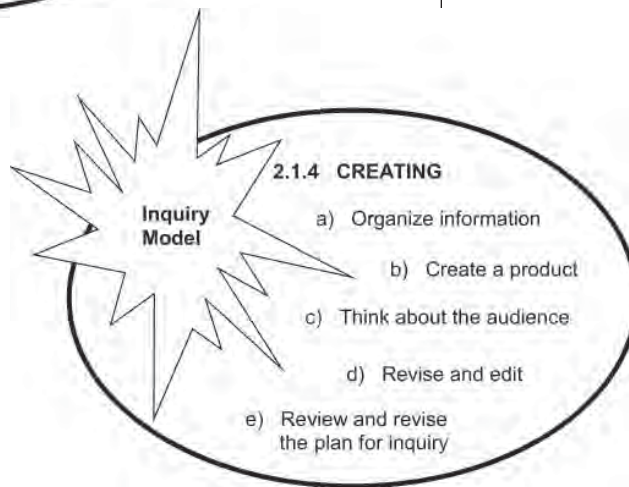 Inquiry
Model
2.1.4 CREATING
a) Organize information
b) Create a product
c) Think about the audience
d) Revise and edit
e) Review and revise
the plan for inquiry